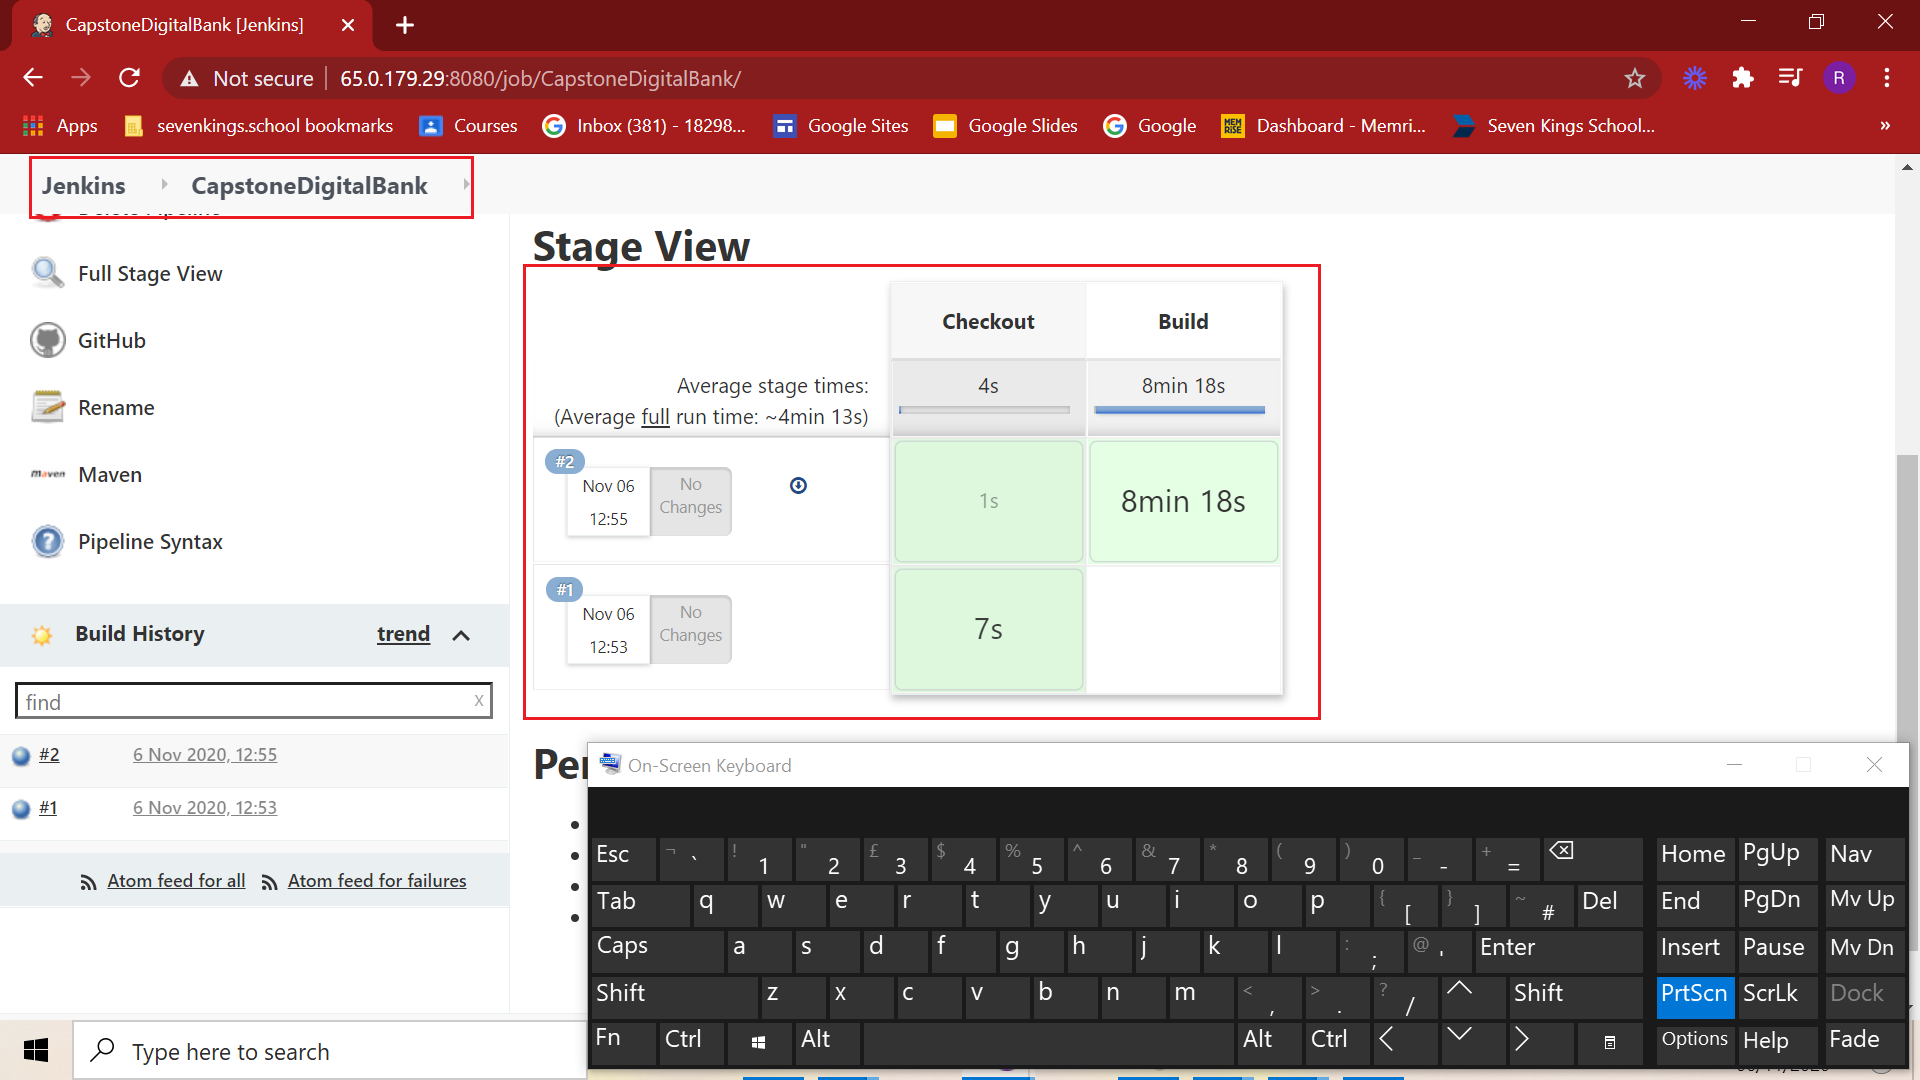 CapstoneDigitalBank [Jenkins]
Not secure
65.0.179.29:8080/job/CapstoneDigitalBank/
R
Apps
sevenkings.school bookmarks
Courses
Inbox (381) - 18298...
Google Sites
Google Slides
Google
MEM RISE
Dashboard - Memri...
Seven Kings School...
»
Jenkins
CapstoneDigitalBank
Full Stage View
GitHub
Rename
Maven
Maven
Pipeline Syntax
Build History
trend
find
x
#2
6 Nov 2020, 12:55
#1
6 Nov 2020, 12:53
Atom feed for all
Atom feed for failures
Stage View
Checkout
Build
Average stage times:
(Average full run time: ~4min 13s)
4s
8min 18s
#2
Nov 06
12:55
No
Changes
1s
8min 18s
#1
Nov 06
12:53
No
Changes
7s
On-Screen Keyboard
Esc ¬ ` ! 1 " 2 £ 3 $ 4 % 5 ^ 6 & 7 * 8 ( 9 ) 0 _ - + = Home PgUp Nav
Tab q w e r t y u i o p { [ } ] ~ # Del End PgDn Mv Up
Caps a s d f g h j k l : ; @ ' Enter Insert Pause Mv Dn
Shift z x c v b n m < , > . ? / Shift PrtScn ScrLk Dock
Fn Ctrl Alt Alt Ctrl Options Help Fade
Type here to search